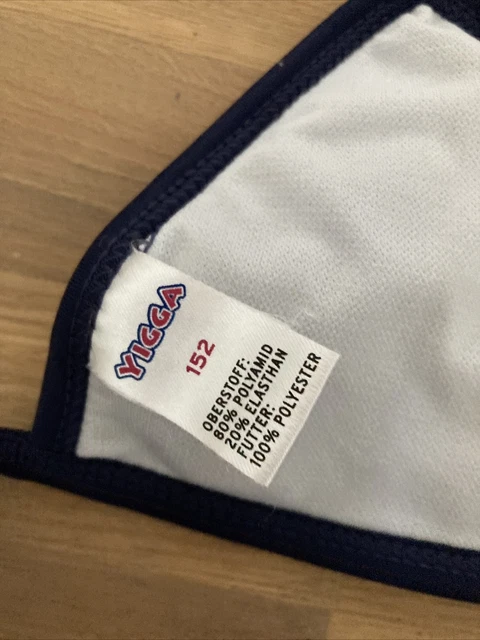 YIGGA
152
OBERSTOFF:
80% POLYAMID
20% ELASTHAN
FUTTER:
100% POLYESTER